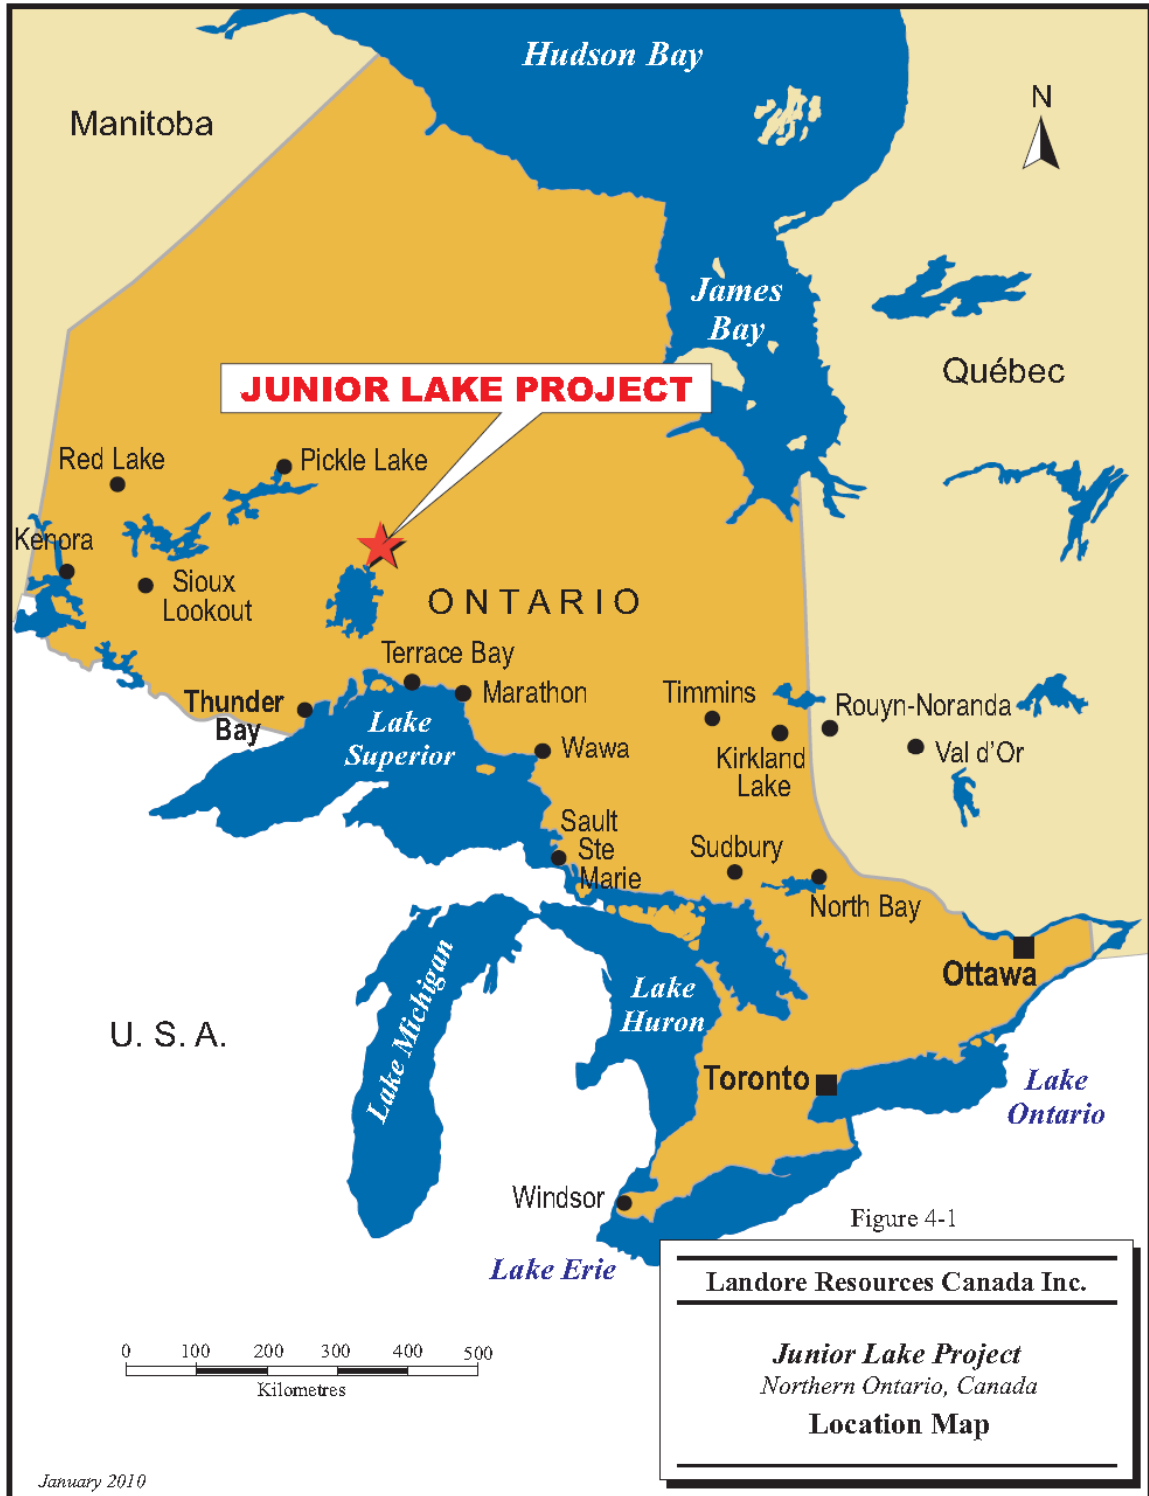 Hudson Bay
Manitoba
N
James
Bay
Québec
JUNIOR LAKE PROJECT
Red Lake
Pickle Lake
Kenora
Sioux
Lookout
ONTARIO
Terrace Bay
Thunder
Bay
Marathon
Timmins
Rouyn-Noranda
Lake
Superior
Wawa
Kirkland
Lake
Val d'Or
Sault
Ste
Marie
Sudbury
North Bay
Ottawa
Lake Michigan
Lake
Huron
U. S. A.
Toronto
Lake
Ontario
Windsor
Lake Erie
Figure 4-1
Landore Resources Canada Inc.
Junior Lake Project
Northern Ontario, Canada
Location Map
0 100 200 300 400 500
Kilometres
January 2010